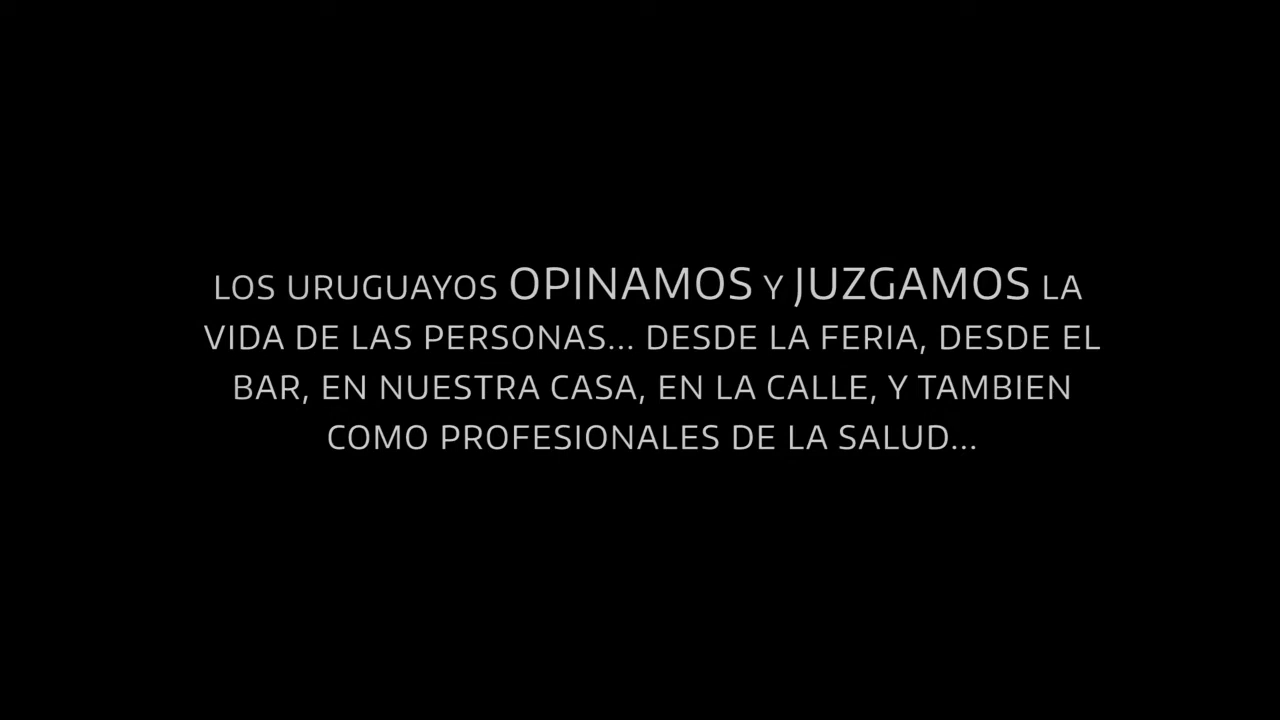 LOS URUGUAYOS OPINAMOS Y JUZGAMOS LA
VIDA DE LAS PERSONAS... DESDE LA FERIA, DESDE EL
BAR, EN NUESTRA CASA, EN LA CALLE, Y TAMBIEN
COMO PROFESIONALES DE LA SALUD...